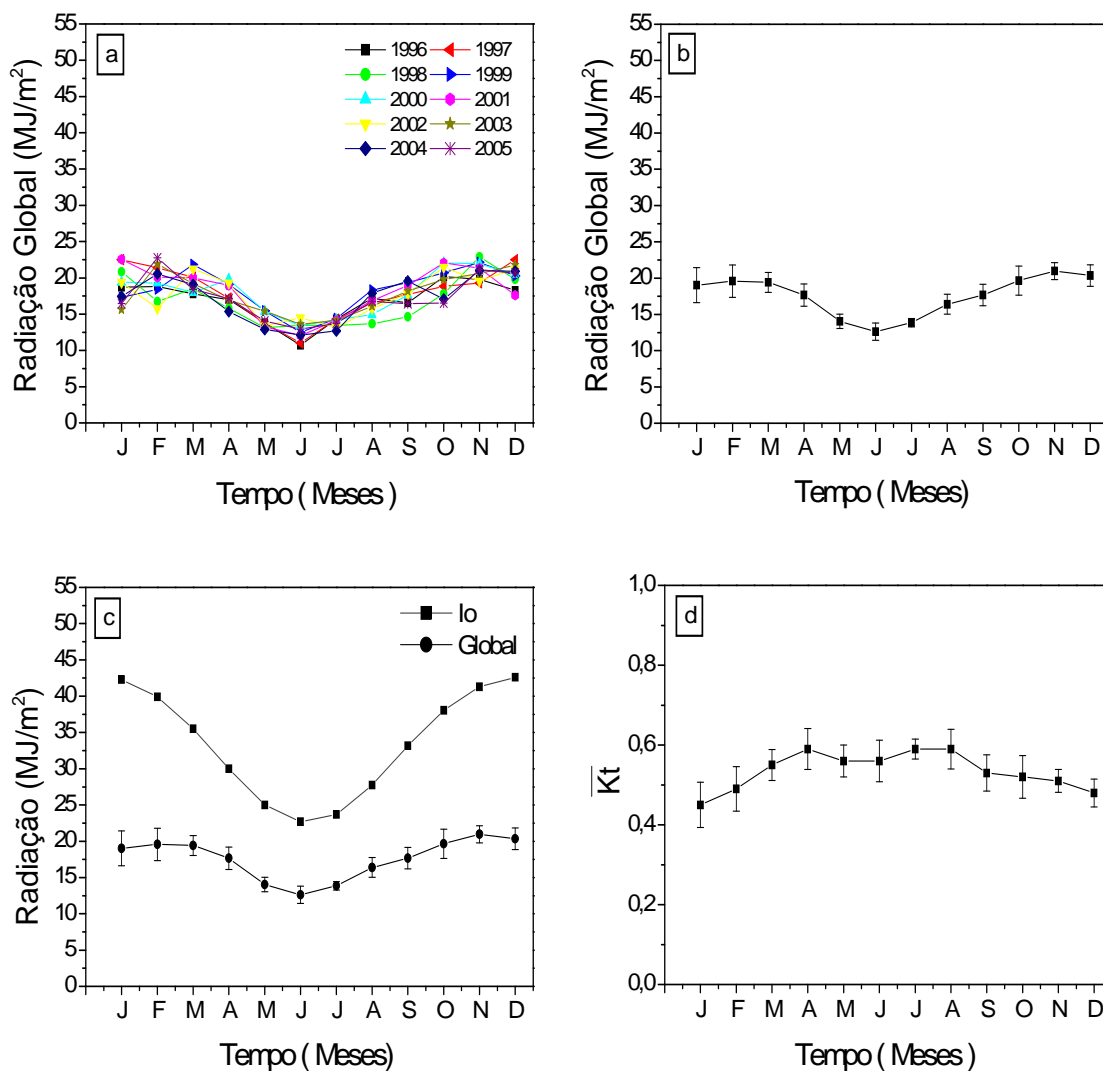 a
1996 1997
1998 1999
2000 2001
2002 2003
2004 2005
Radiação Global (MJ/m²)
55
50
45
40
35
30
25
20
15
10
5
0
J F M A M J J A S O N D
Tempo ( Meses )
b
Radiação Global (MJ/m²)
55
50
45
40
35
30
25
20
15
10
5
0
J F M A M J J A S O N D
Tempo ( Meses)
c
Io
Global
Radiação (MJ/m²)
55
50
45
40
35
30
25
20
15
10
5
0
J F M A M J J A S O N D
Tempo ( Meses)
d
Kt
1,0
0,8
0,6
0,4
0,2
0,0
J F M A M J J A S O N D
Tempo ( Meses )